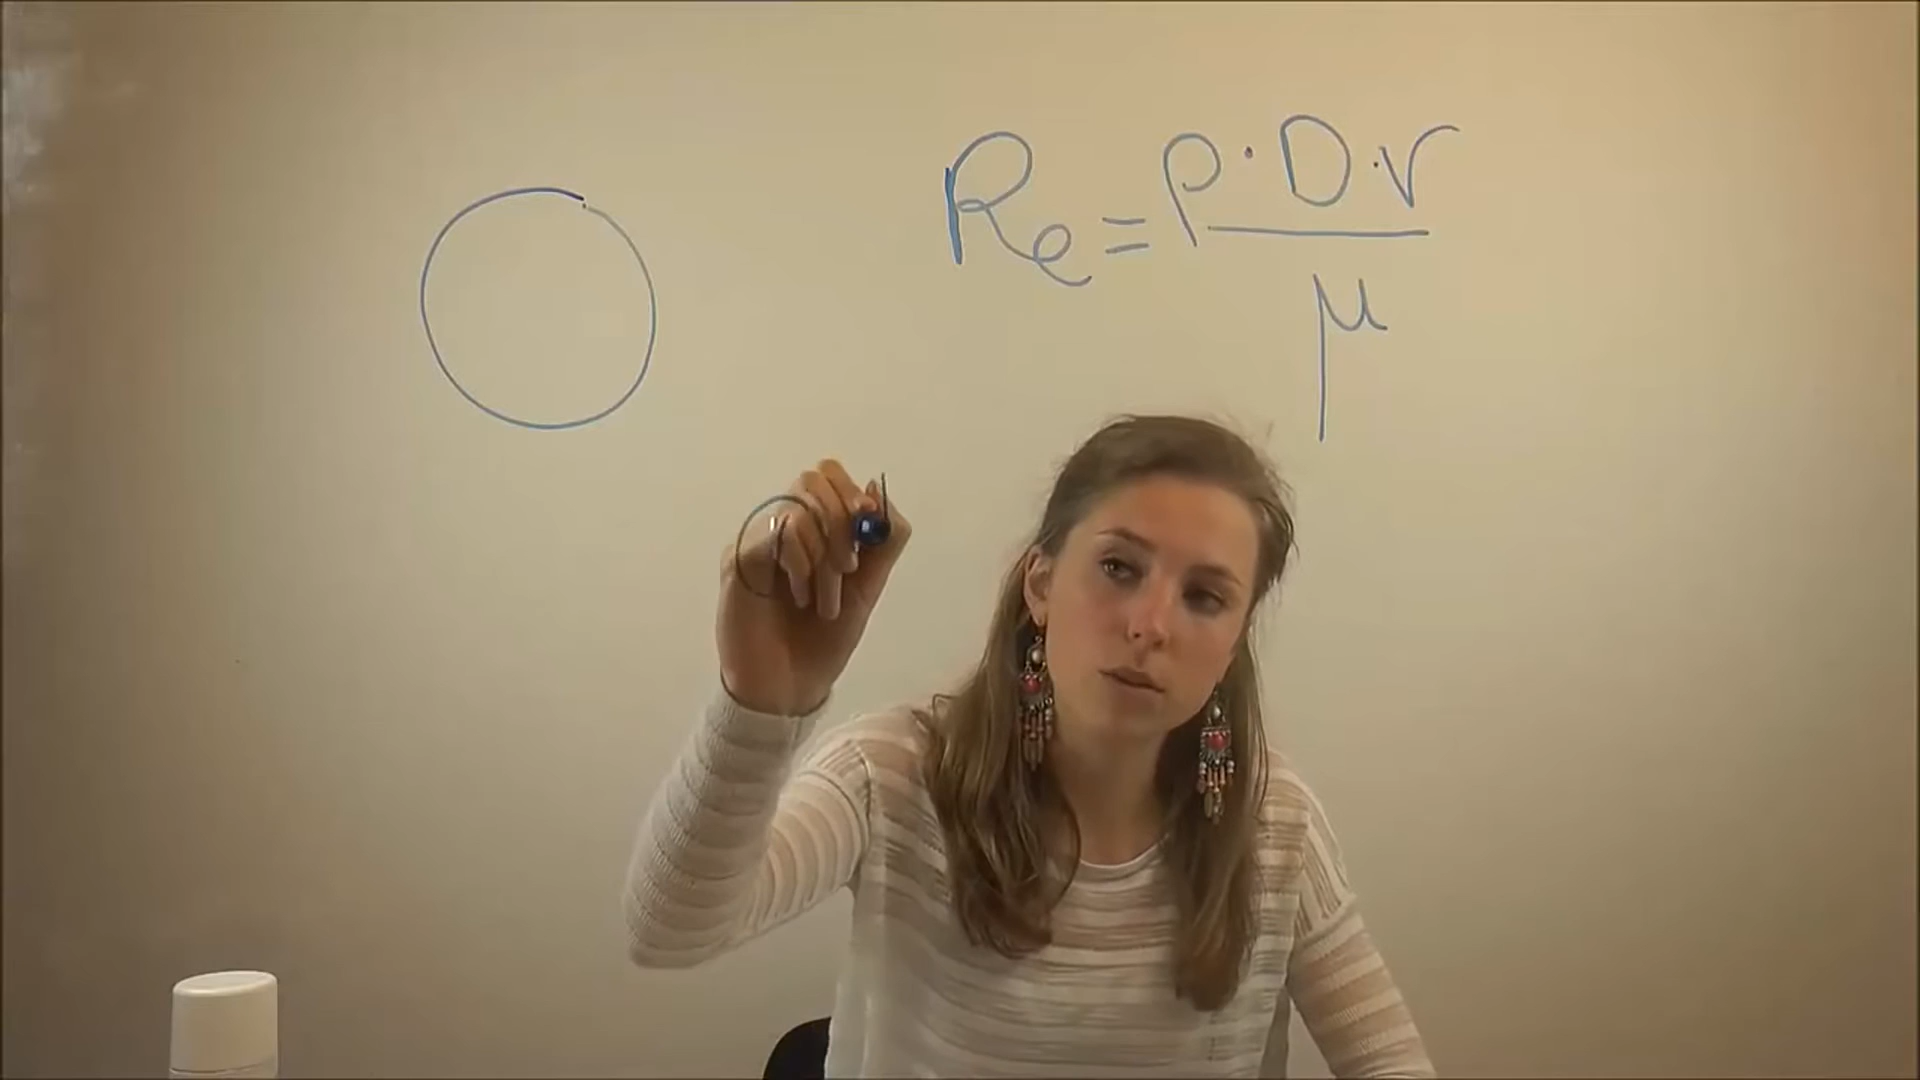 Re = ρ · D · v
μ